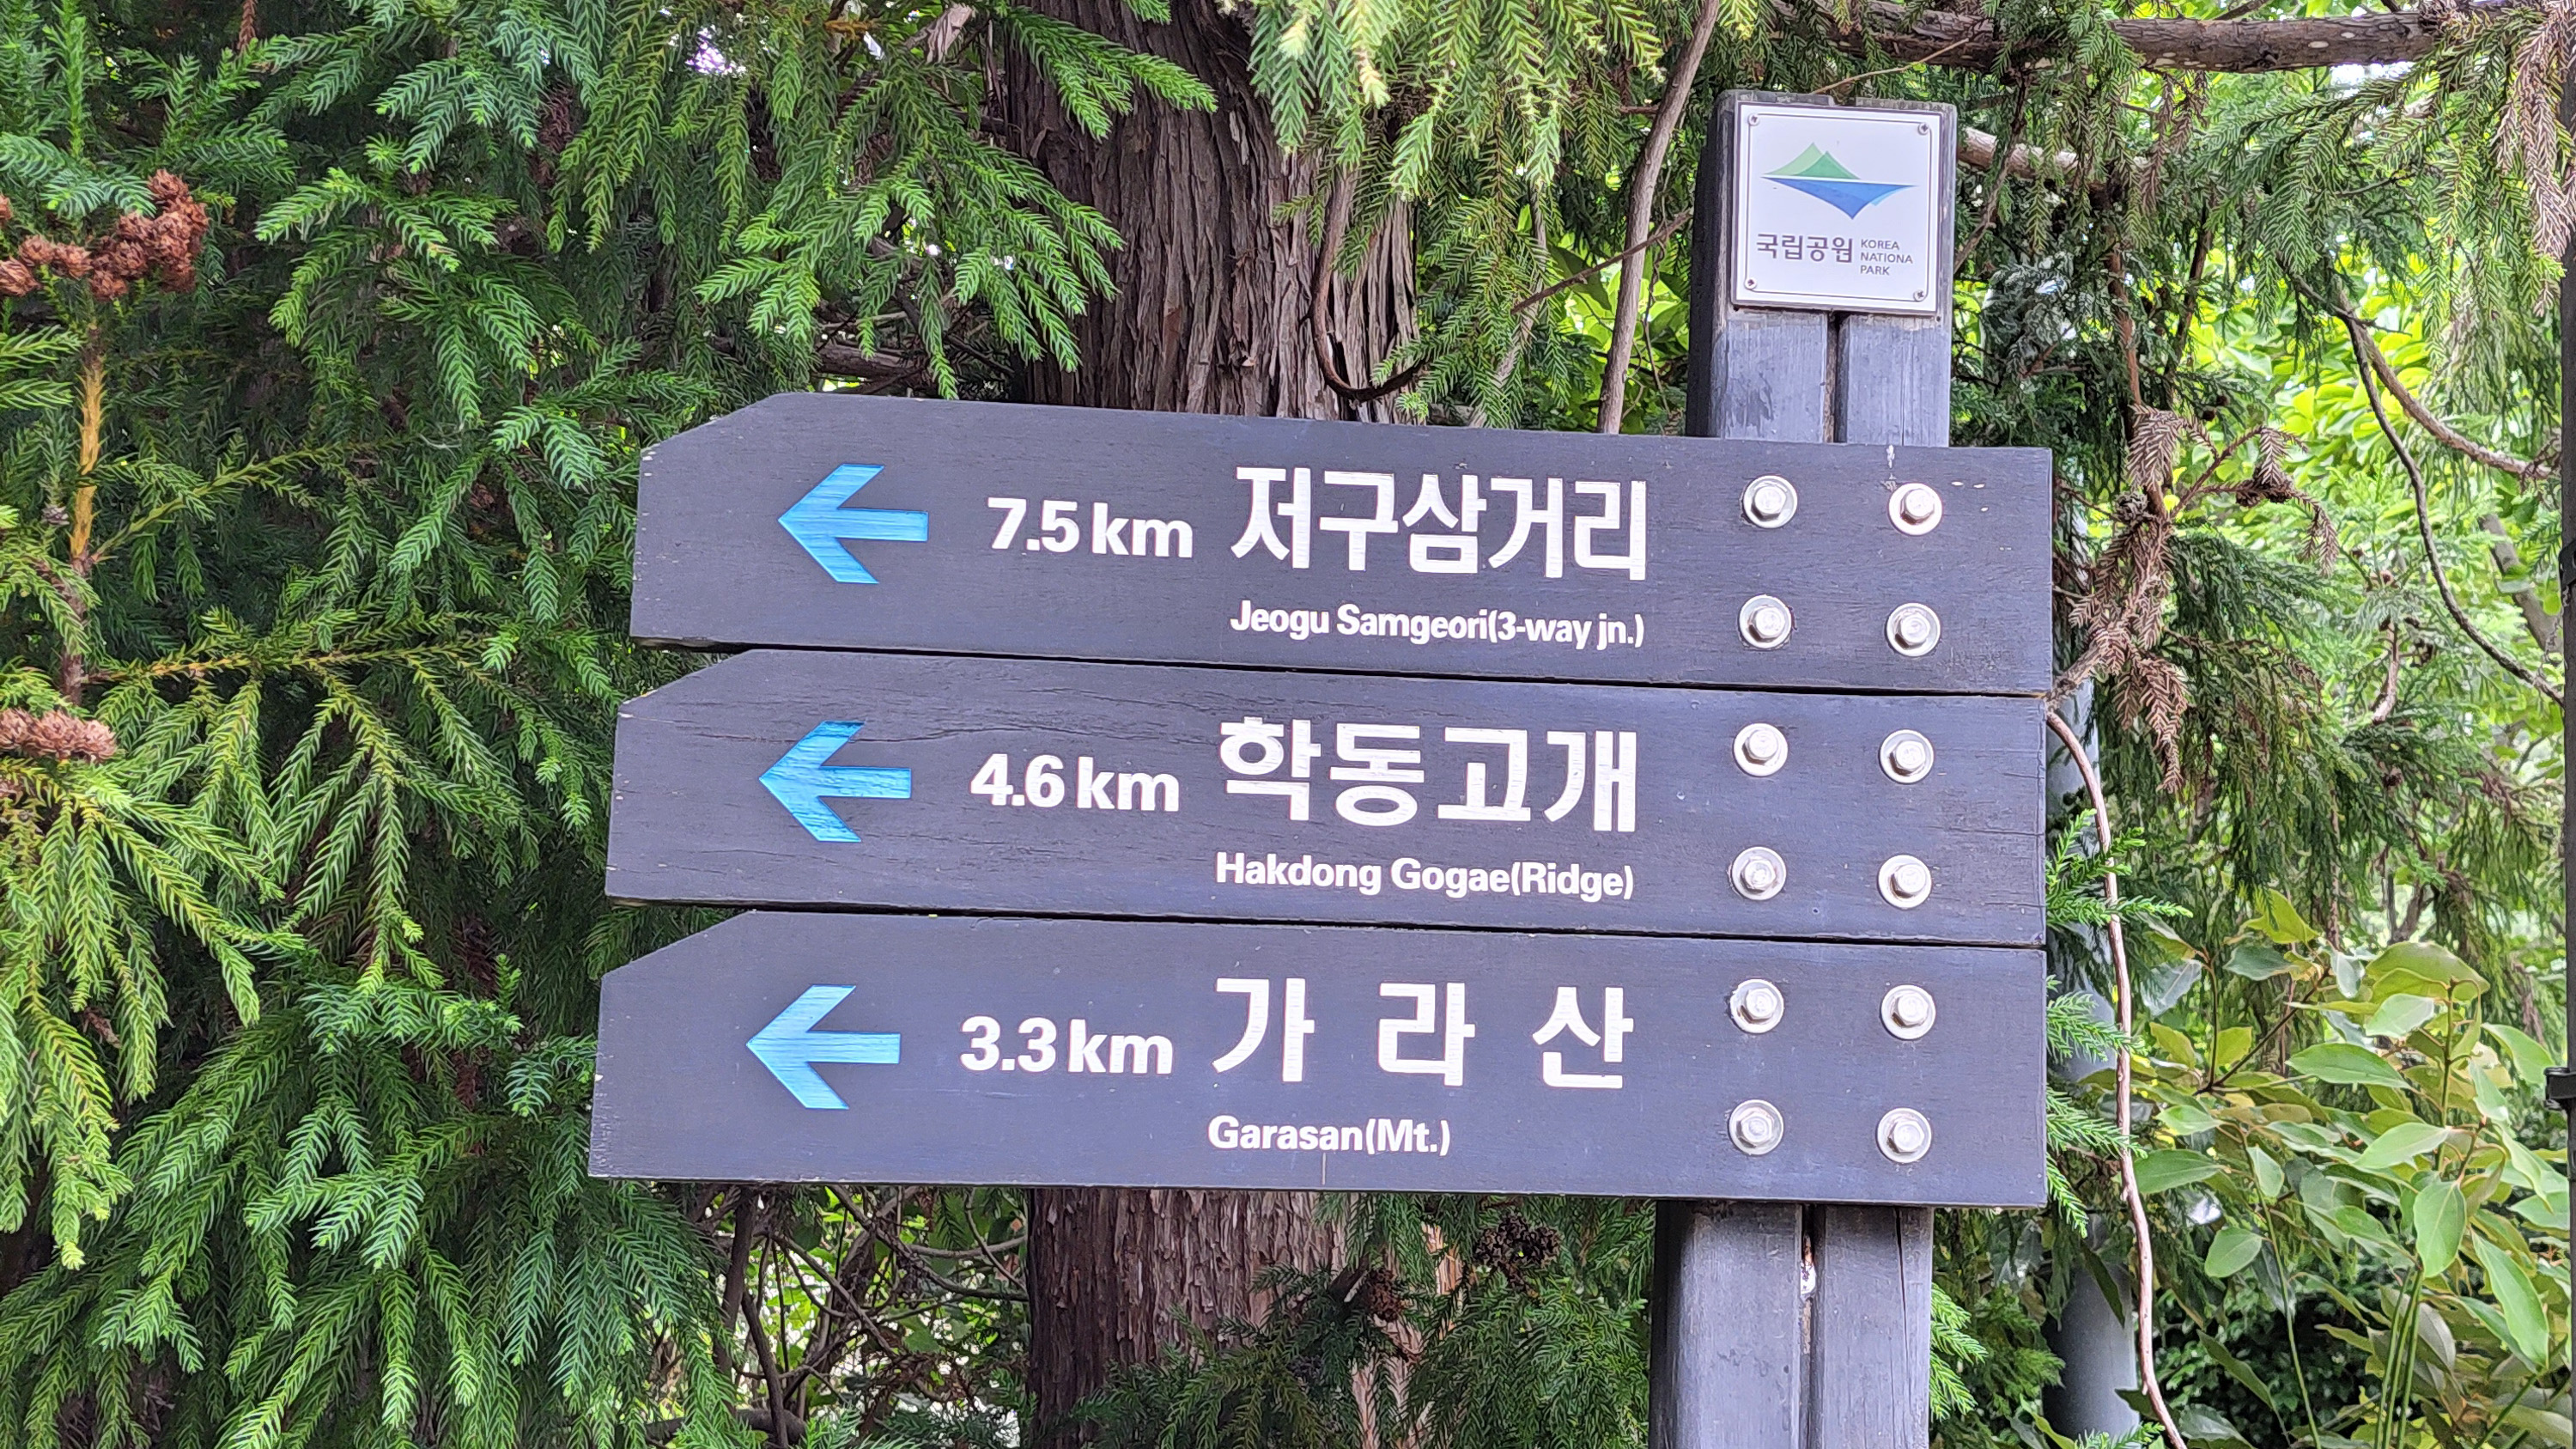 국립공원 KOREA
NATIONA
PARK
7.5 km 저구삼거리
Jeogu Samgeori(3-way jn.)
4.6 km 학동고개
Hakdong Gogae(Ridge)
3.3 km 가 라 산
Garasan(Mt.)